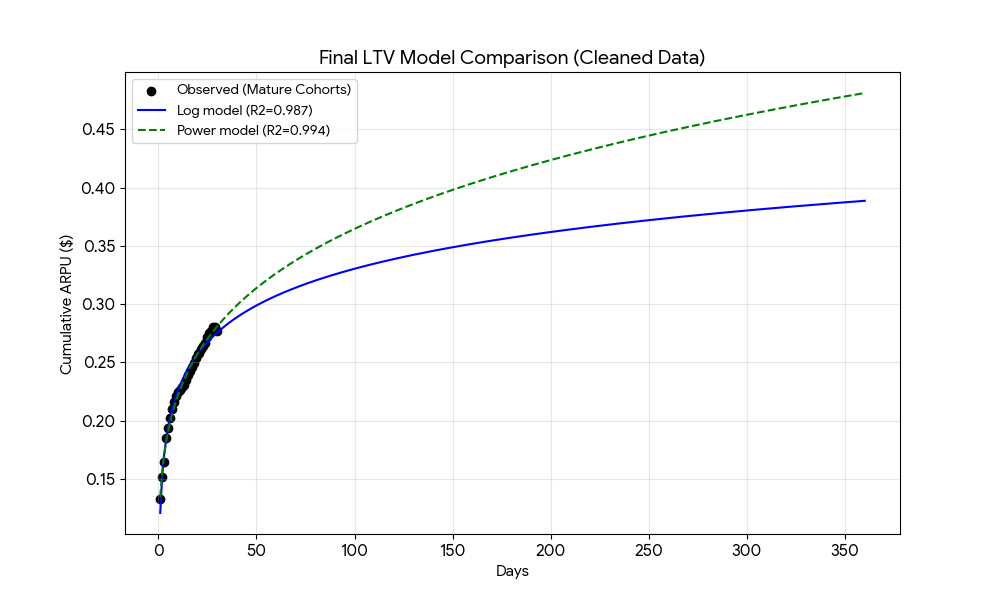 Final LTV Model Comparison (Cleaned Data)
Observed (Mature Cohorts)
Log model (R2=0.987)
Power model (R2=0.994)
Cumulative ARPU ($)
0.45
0.40
0.35
0.30
0.25
0.20
0.15
0 50 100 150 200 250 300 350
Days